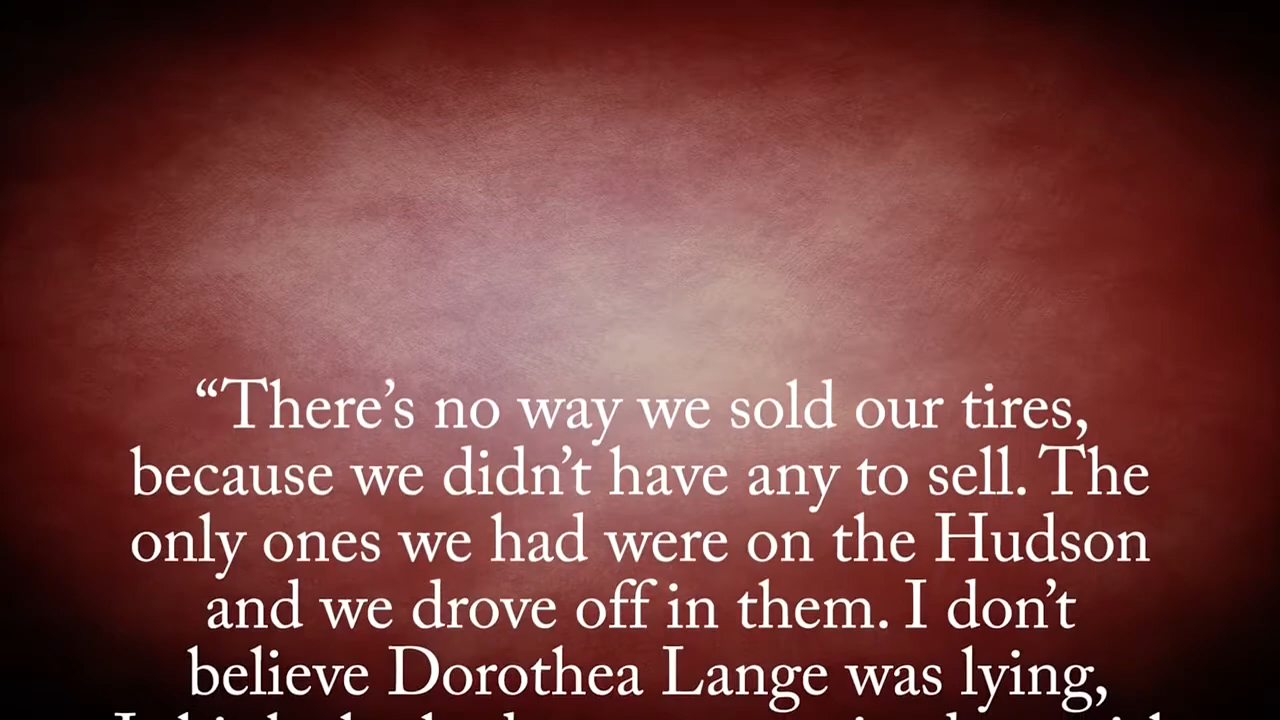 “There’s no way we sold our tires,
because we didn’t have any to sell. The
only ones we had were on the Hudson
and we drove off in them. I don’t
believe Dorothea Lange was lying,